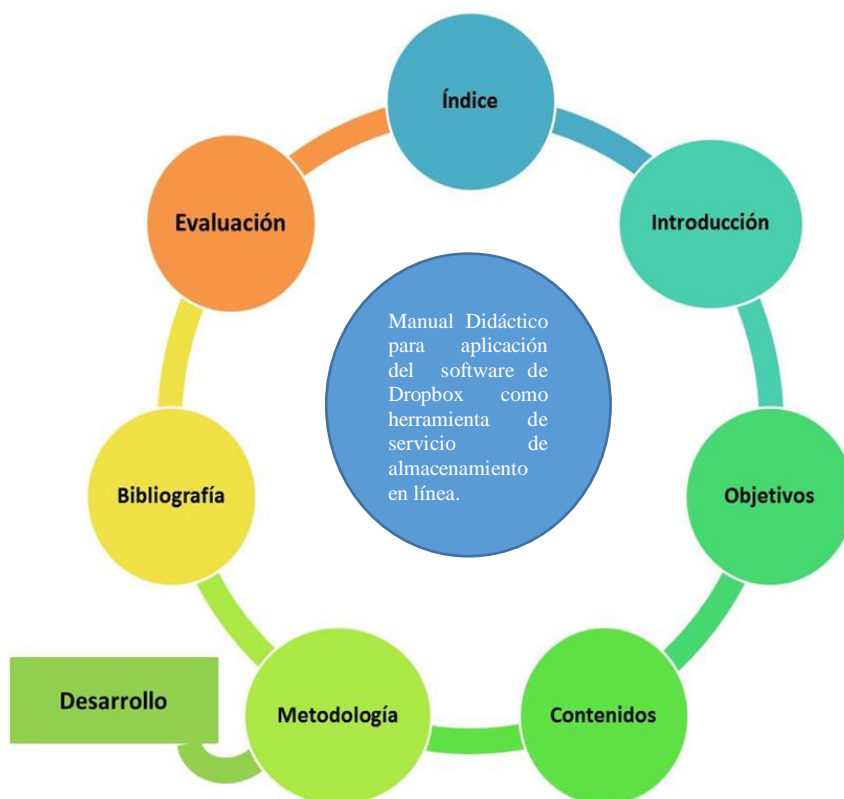 Índice
Introducción
Objetivos
Contenidos
Metodología
Desarrollo
Bibliografía
Evaluación
Manual Didáctico
para aplicación
del software de
Dropbox como
herramienta de
servicio de
almacenamiento
en línea.